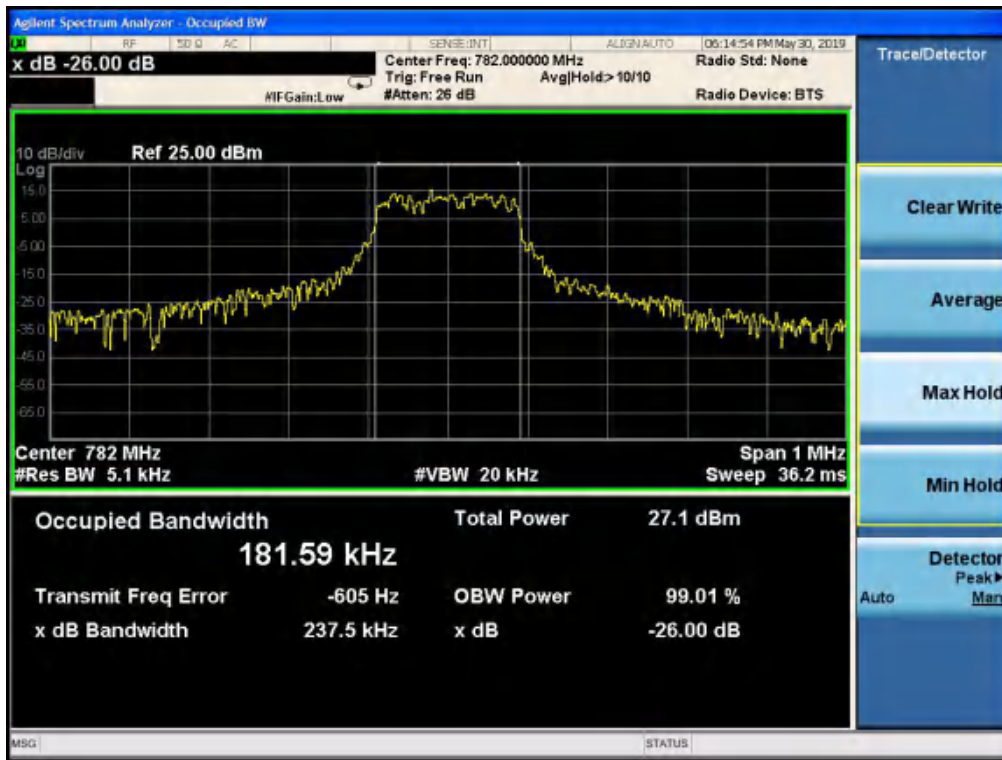 Agilent Spectrum Analyzer - Occupied BW
RF 50 Ω AC SENSE:INT ALIGN AUTO 06:14:54 PM May 30, 2019
x dB -26.00 dB
Center Freq: 782.000000 MHz
Radio Std: None
Trig: Free Run Avg|Hold:> 10/10
#IFGain:Low #Atten: 26 dB Radio Device: BTS
10 dB/div Ref 25.00 dBm
Log
15.0
5.00
-5.00
-15.0
-25.0
-35.0
-45.0
-55.0
-65.0
Center 782 MHz Span 1 MHz
#Res BW 5.1 kHz #VBW 20 kHz Sweep 36.2 ms
Occupied Bandwidth Total Power 27.1 dBm
181.59 kHz
Transmit Freq Error -605 Hz OBW Power 99.01 %
x dB Bandwidth 237.5 kHz x dB -26.00 dB
MSG STATUS
Trace/Detector
Clear Write
Average
Max Hold
Min Hold
Detector
Peak
Auto Man